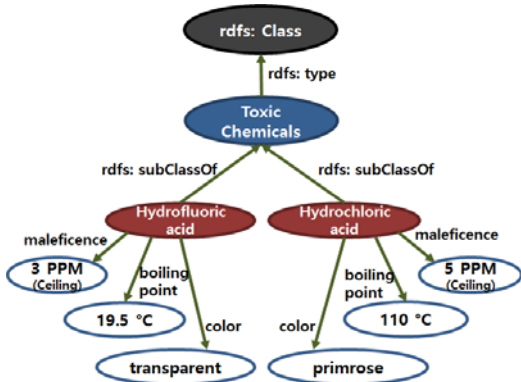 rdfs: Class
rdfs: type
Toxic
Chemicals
rdfs: subClassOf
rdfs: subClassOf
Hydrofluoric
acid
Hydrochloric
acid
maleficence
maleficence
3 PPM
(Ceiling)
boiling
point
boiling
point
5 PPM
(Ceiling)
19.5 °C
110 °C
color
color
transparent
primrose